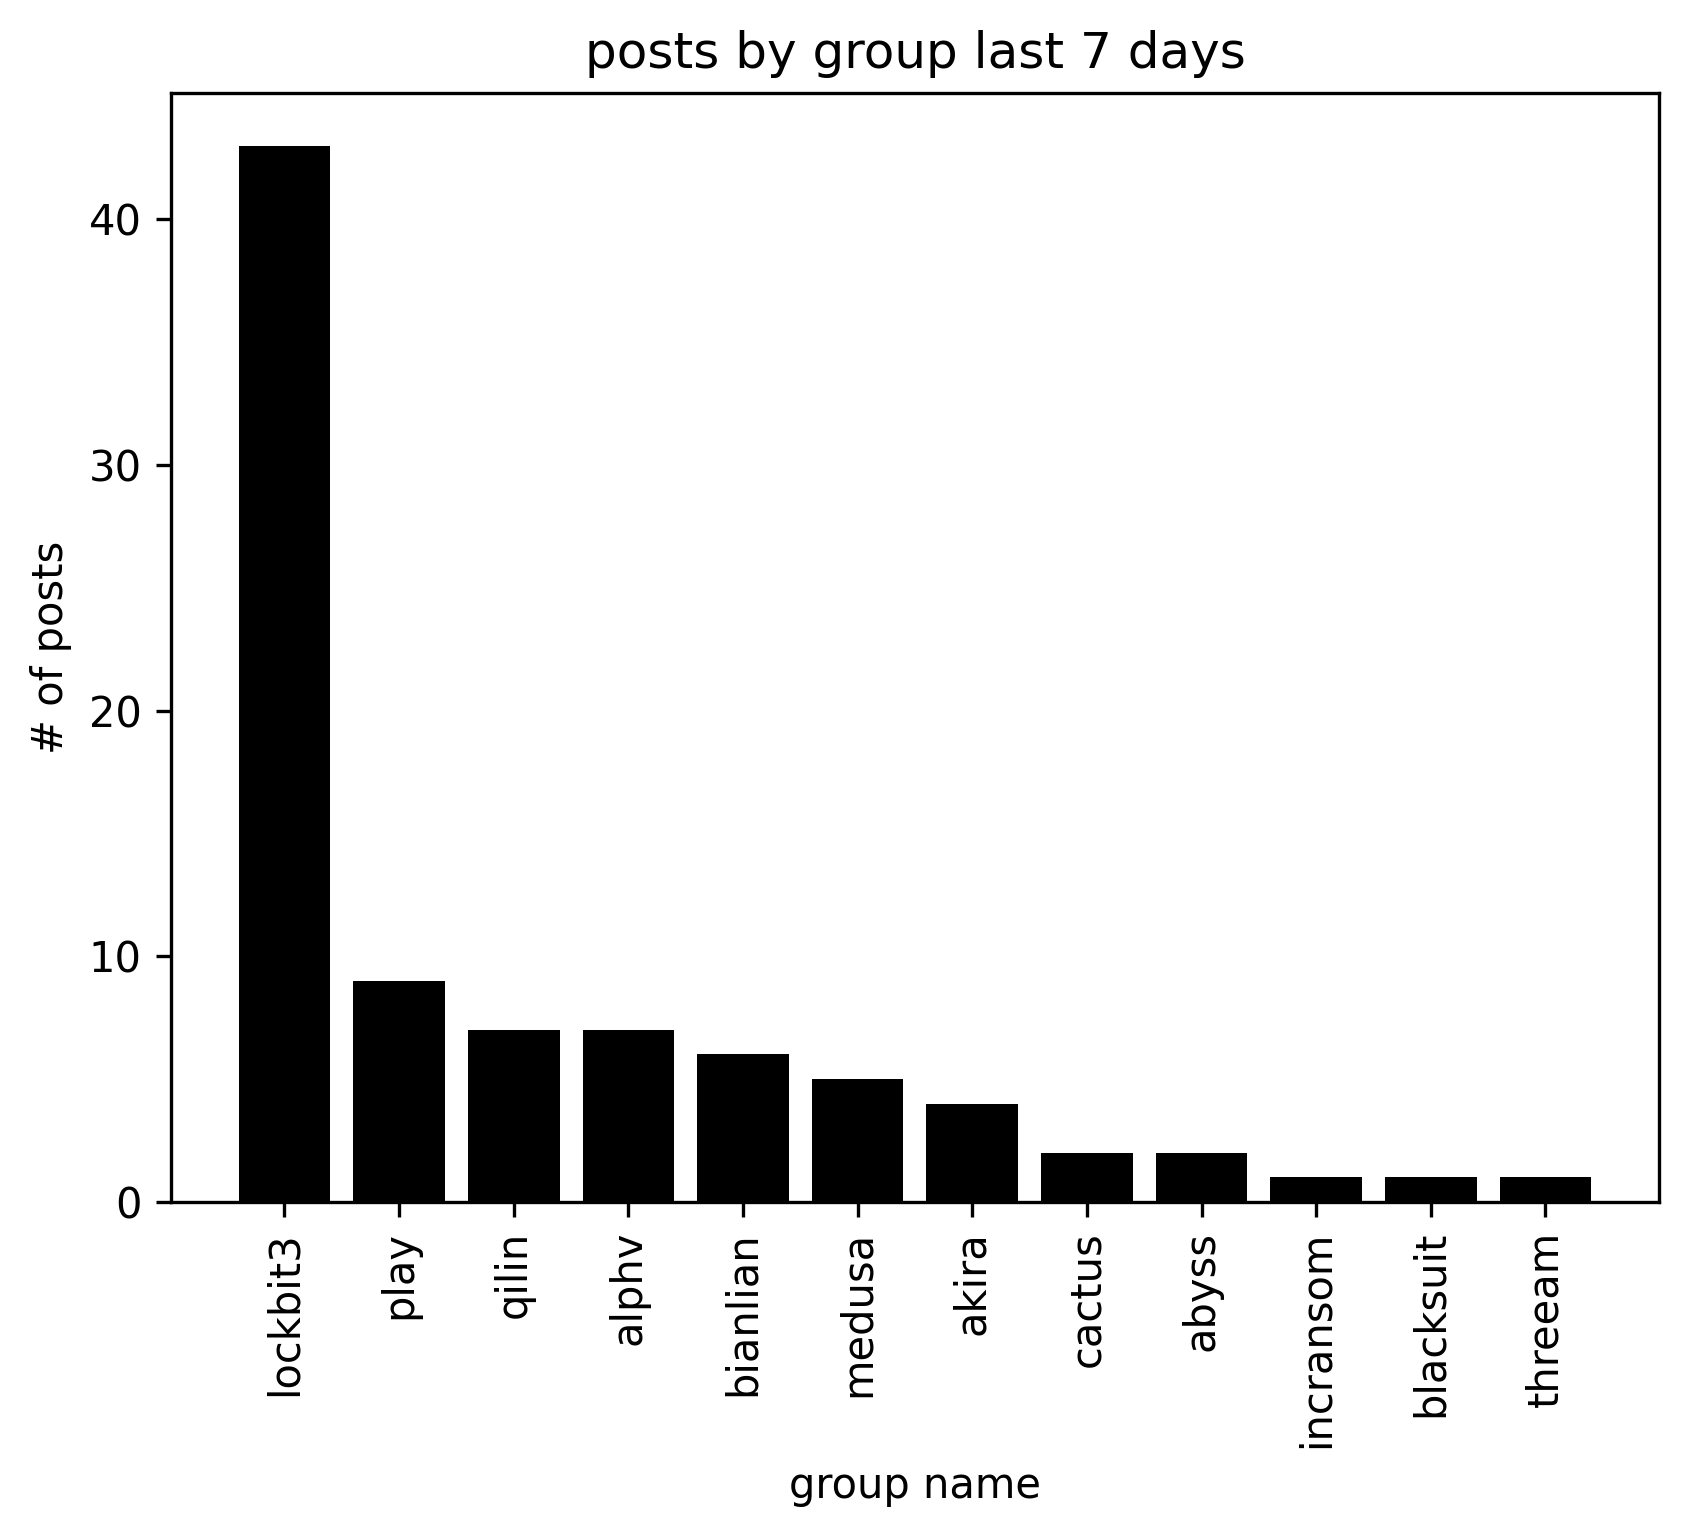 posts by group last 7 days
# of posts
40
30
20
10
0
lockbit3
play
qilin
alphv
bianlian
medusa
akira
cactus
abyss
incransom
blacksuit
threeam
group name